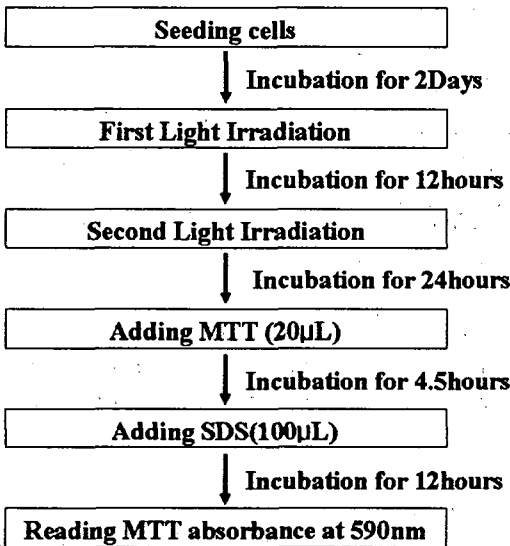 Seeding cells
Incubation for 2Days
First Light Irradiation
Incubation for 12hours
Second Light Irradiation
Incubation for 24hours
Adding MTT (20μL)
Incubation for 4.5hours
Adding SDS(100μL)
Incubation for 12hours
Reading MTT absorbance at 590nm